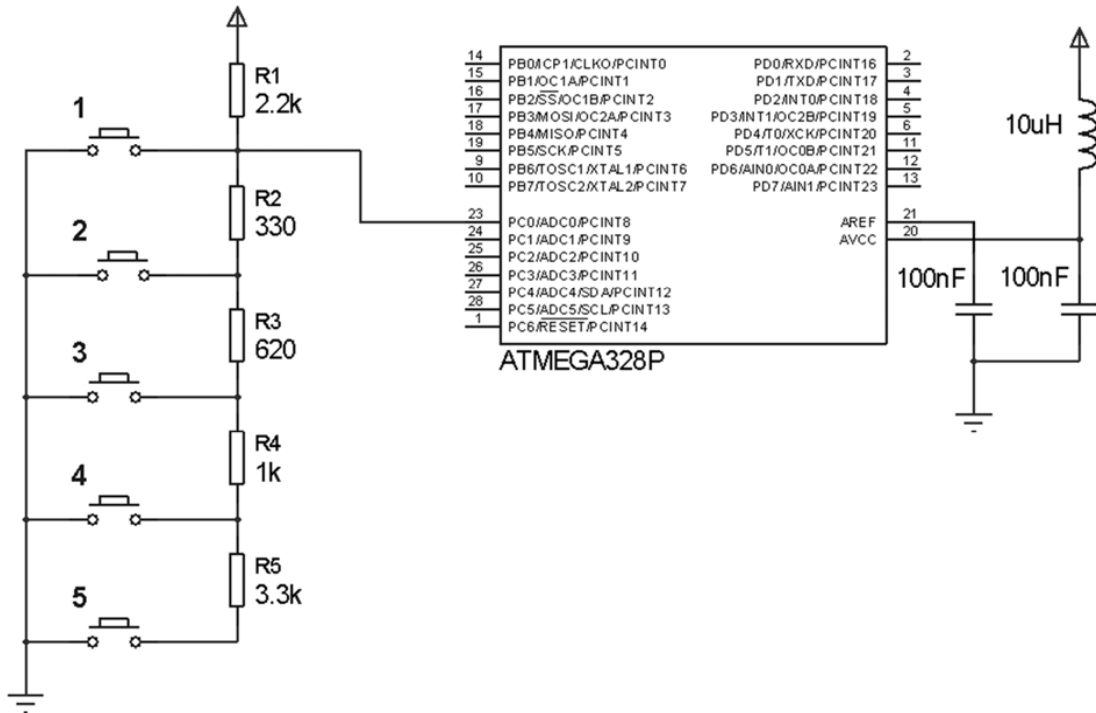 R1
2.2k
1
R2
330
2
R3
620
3
R4
1k
4
R5
3.3k
5
14 PB0/ICP1/CLKO/PCINT0
15 PB1/OC1A/PCINT1
16 PB2/SS/OC1B/PCINT2
17 PB3/MOSI/OC2A/PCINT3
18 PB4/MISO/PCINT4
19 PB5/SCK/PCINT5
9 PB6/TOSC1/XTAL1/PCINT6
10 PB7/TOSC2/XTAL2/PCINT7
23 PC0/ADC0/PCINT8
24 PC1/ADC1/PCINT9
25 PC2/ADC2/PCINT10
26 PC3/ADC3/PCINT11
27 PC4/ADC4/SDA/PCINT12
28 PC5/ADC5/SCL/PCINT13
1 PC6/RESET/PCINT14
PD0/RXD/PCINT16 2
PD1/TXD/PCINT17 3
PD2/INT0/PCINT18 4
PD3/INT1/OC2B/PCINT19 5
PD4/T0/XCK/PCINT20 6
PD5/T1/OC0B/PCINT21 11
PD6/AIN0/OC0A/PCINT22 12
PD7/AIN1/PCINT23 13
AREF 21
AVCC 20
ATMEGA328P
10uH
100nF
100nF